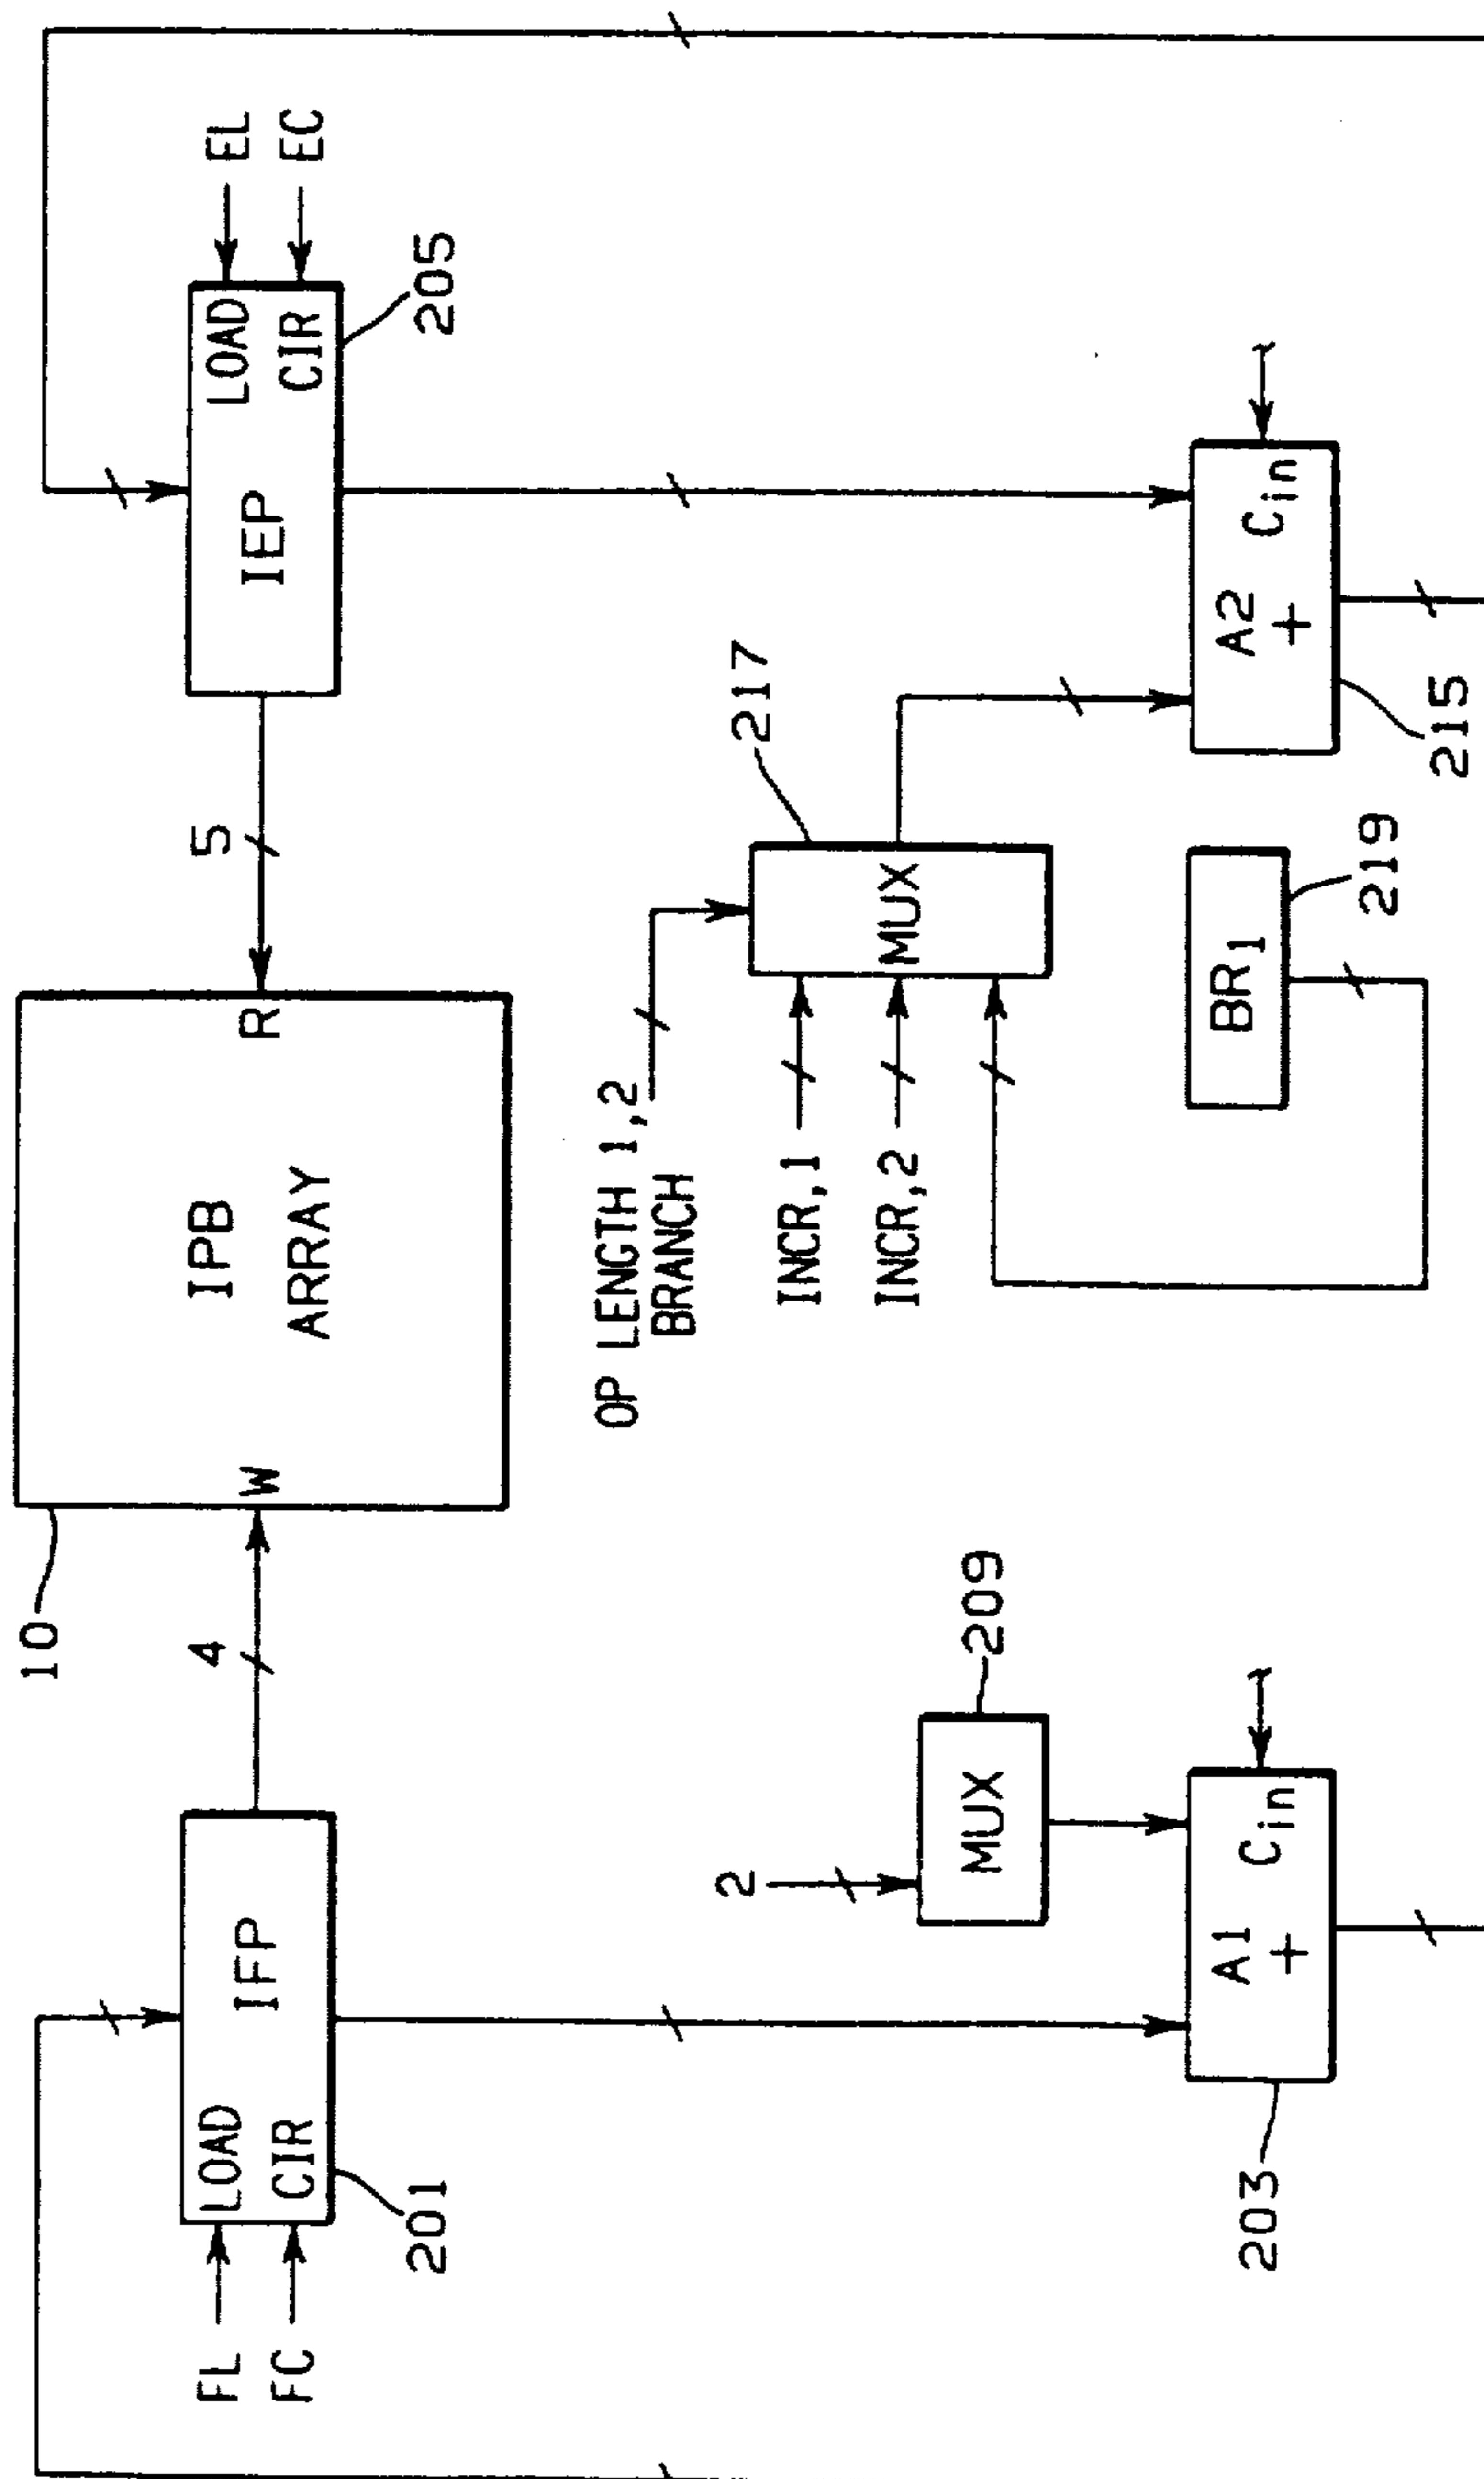 10
IPB
ARRAY
W
R
4
5
FL
FC
LOAD
CIR
IFP
201
IEP
LOAD
CIR
EL
EC
205
OP LENGTH 1,2
BRANCH
217
INCR,1
INCR,2
MUX
2
MUX
209
BR1
219
A1
+
Cin
203
A2
+
Cin
215